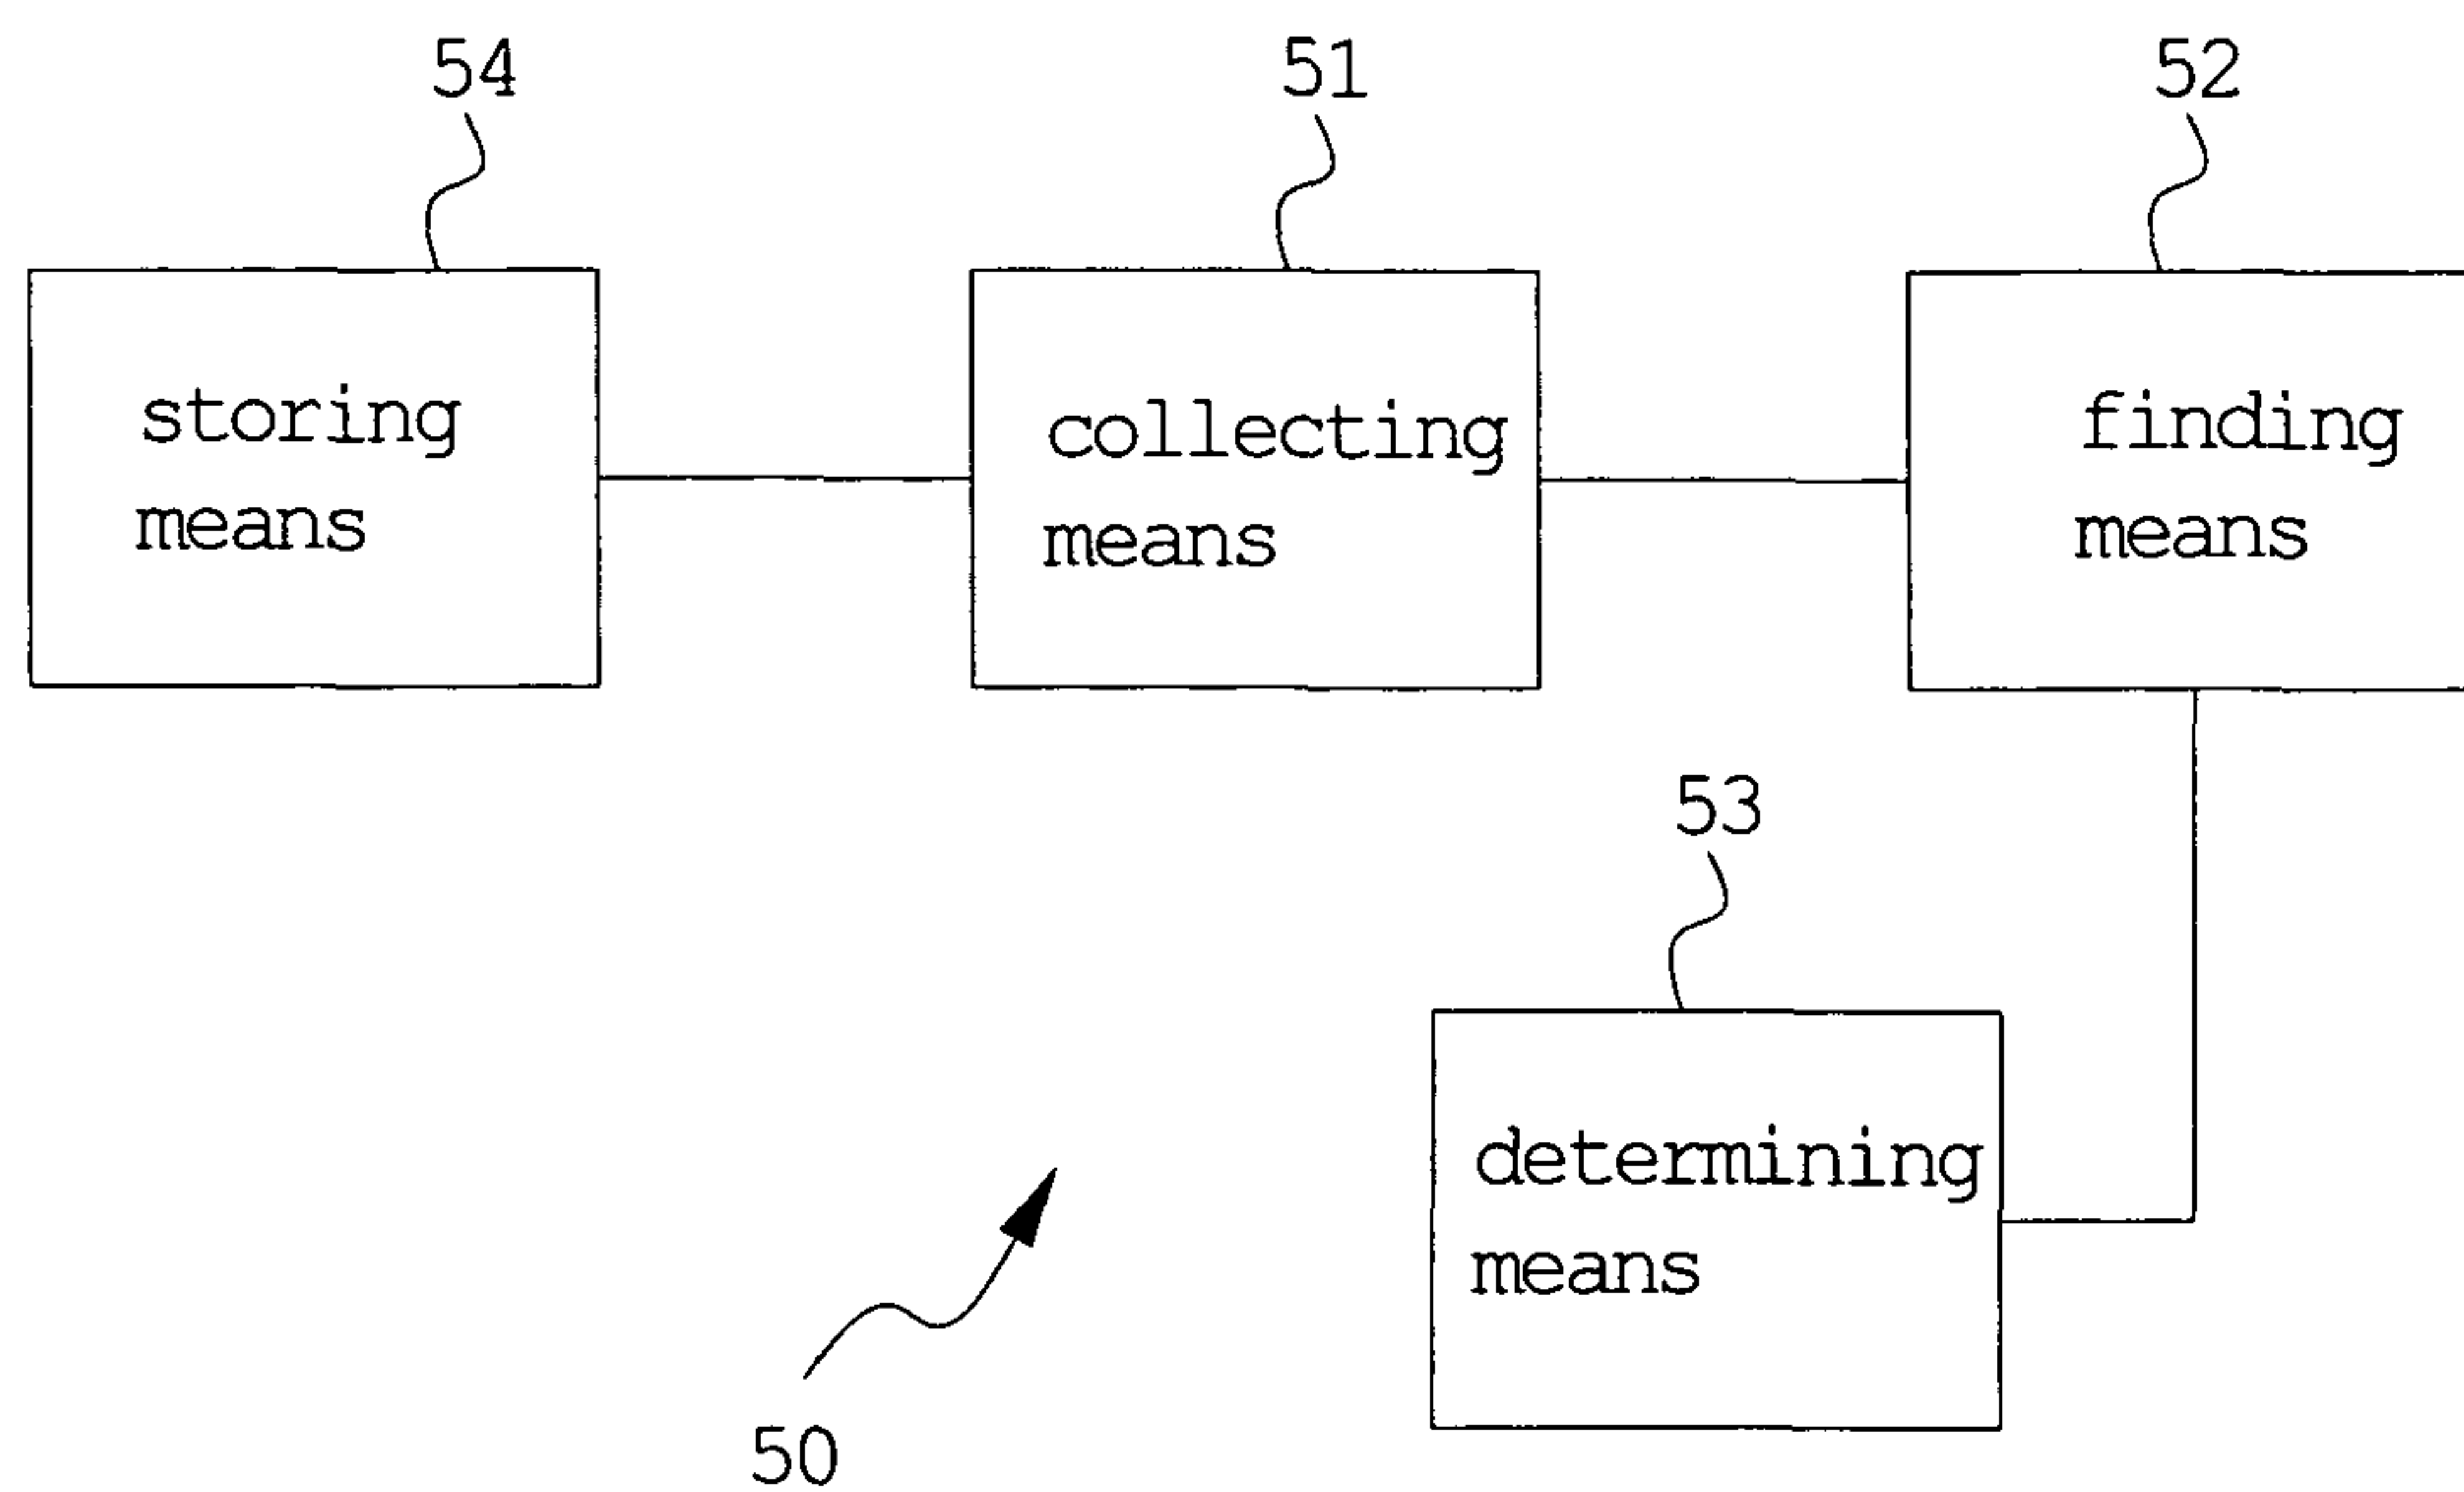 54
51
52
storing
means
collecting
means
finding
means
53
determining
means
50